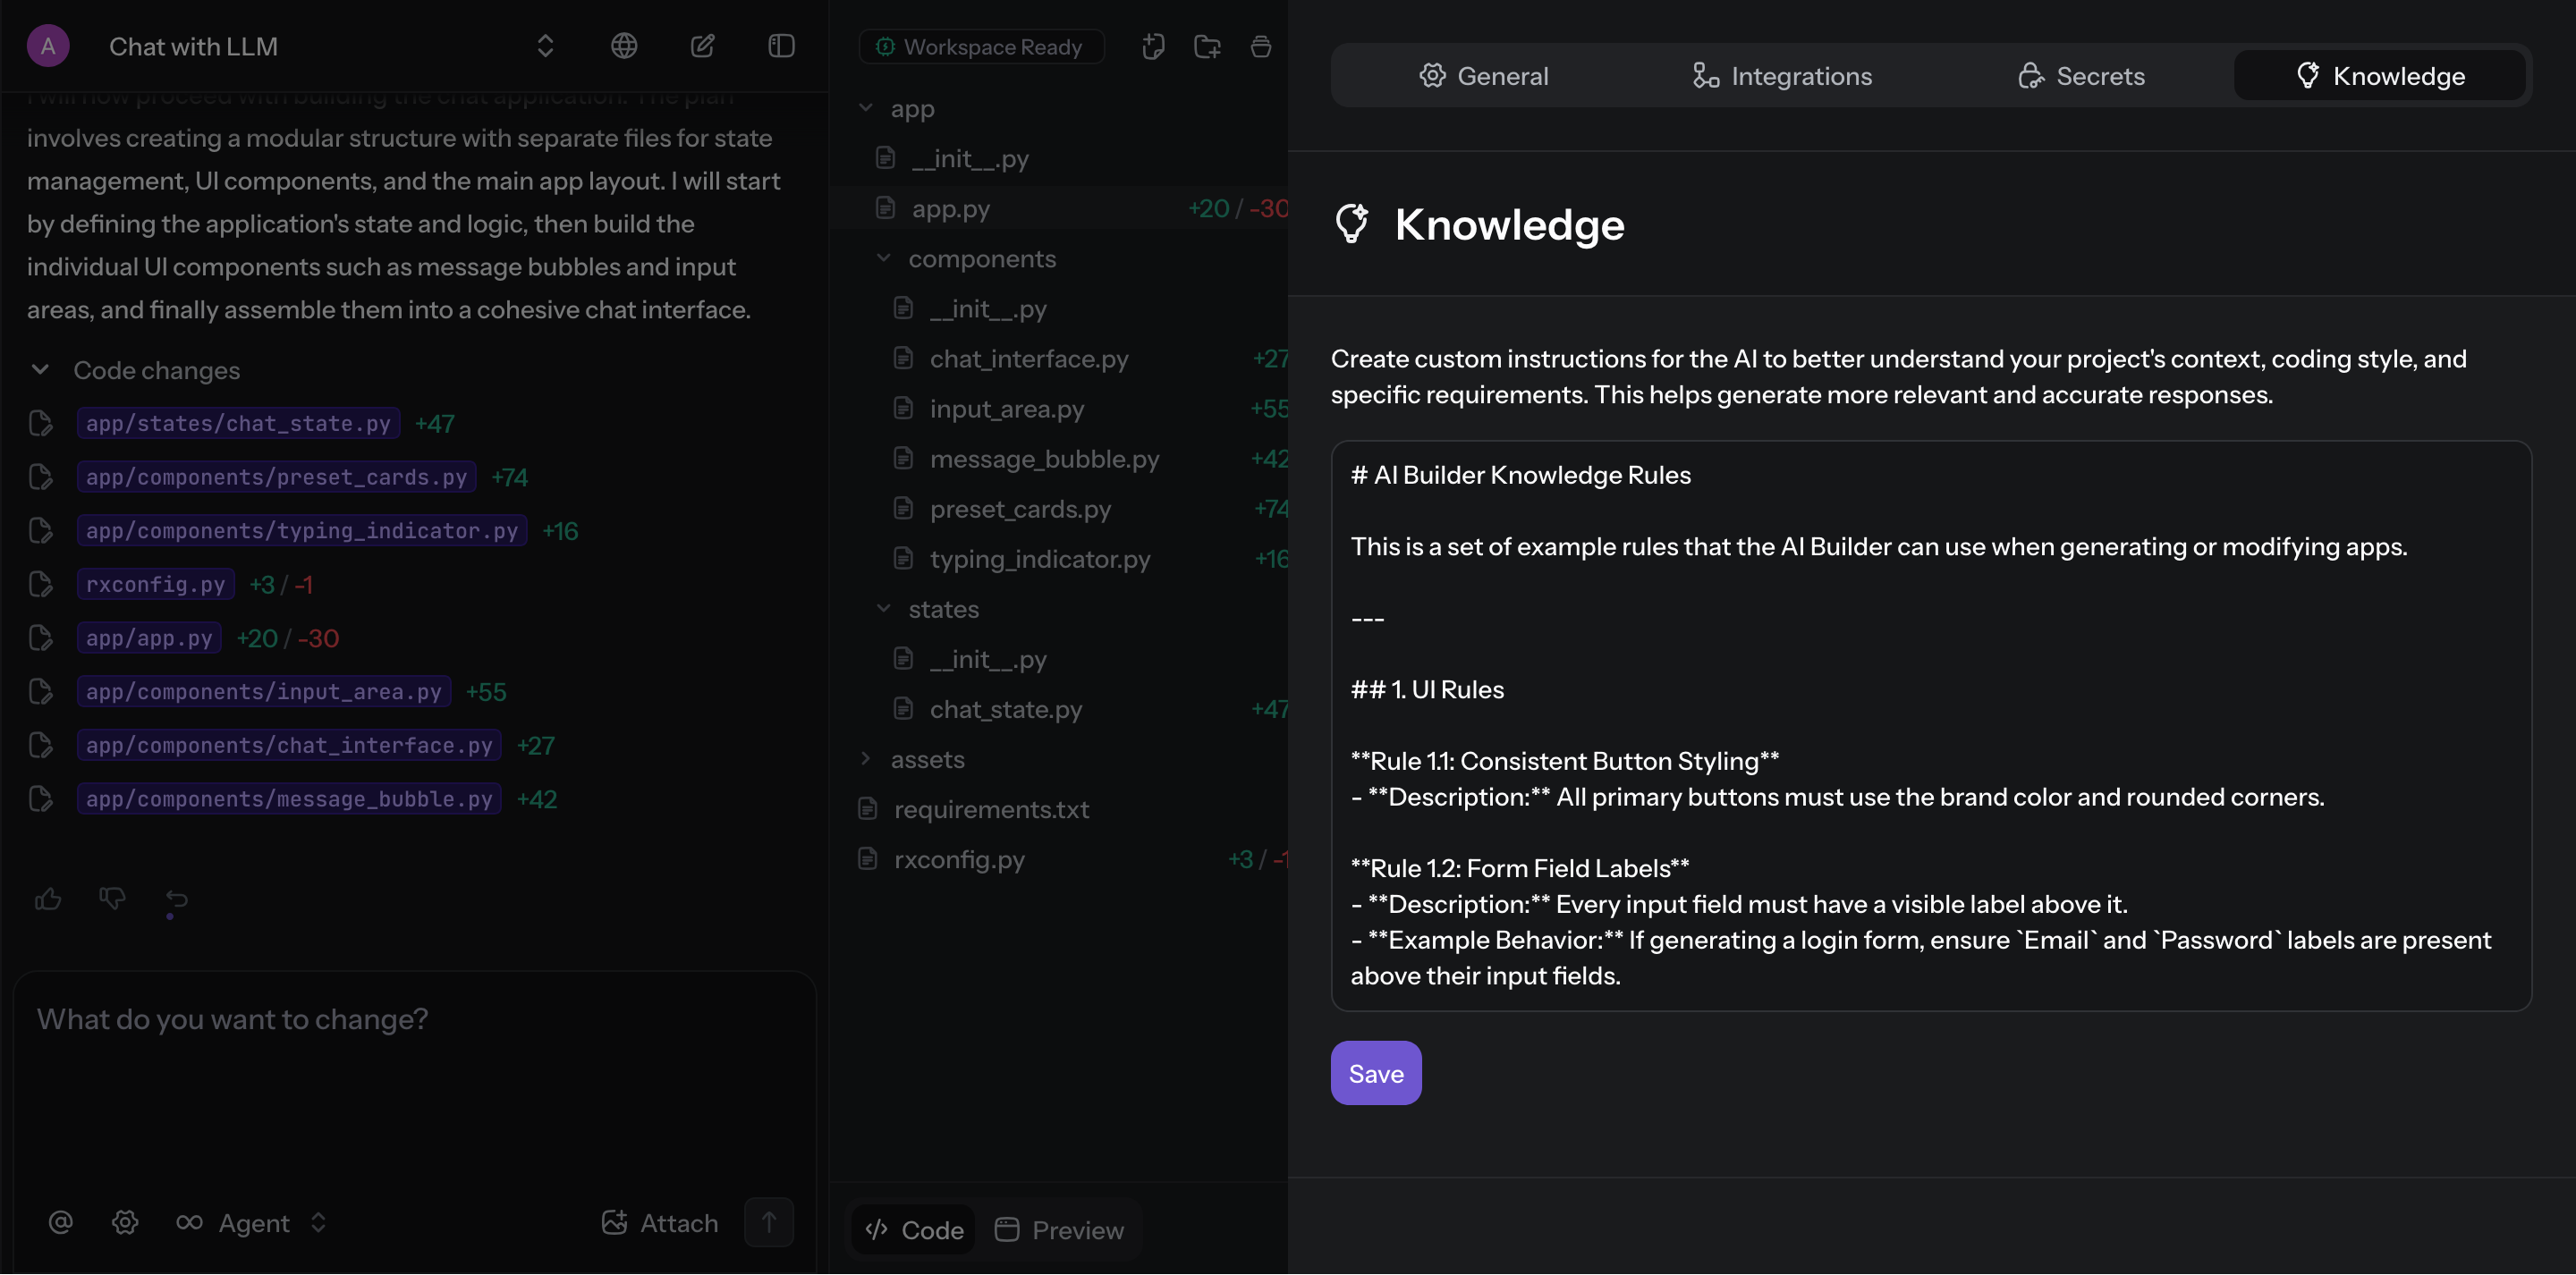 A
Chat with LLM
I will now proceed with building the chat application. The plan
involves creating a modular structure with separate files for state
management, UI components, and the main app layout. I will start
by defining the application's state and logic, then build the
individual UI components such as message bubbles and input
areas, and finally assemble them into a cohesive chat interface.
Code changes
app/states/chat_state.py +47
app/components/preset_cards.py +74
app/components/typing_indicator.py +16
rxconfig.py +3 / -1
app/app.py +20 / -30
app/components/input_area.py +55
app/components/chat_interface.py +27
app/components/message_bubble.py +42
What do you want to change?
Agent
Attach
Workspace Ready
app
__init__.py
app.py +20 / -30
components
__init__.py
chat_interface.py +27
input_area.py +55
message_bubble.py +42
preset_cards.py +74
typing_indicator.py +16
states
__init__.py
chat_state.py +47
assets
requirements.txt
rxconfig.py +3 / -1
Code
Preview
General
Integrations
Secrets
Knowledge
Knowledge
Create custom instructions for the AI to better understand your project's context, coding style, and
specific requirements. This helps generate more relevant and accurate responses.
# AI Builder Knowledge Rules
This is a set of example rules that the AI Builder can use when generating or modifying apps.
---
## 1. UI Rules
**Rule 1.1: Consistent Button Styling**
- **Description:** All primary buttons must use the brand color and rounded corners.
**Rule 1.2: Form Field Labels**
- **Description:** Every input field must have a visible label above it.
- **Example Behavior:** If generating a login form, ensure `Email` and `Password` labels are present
above their input fields.
Save